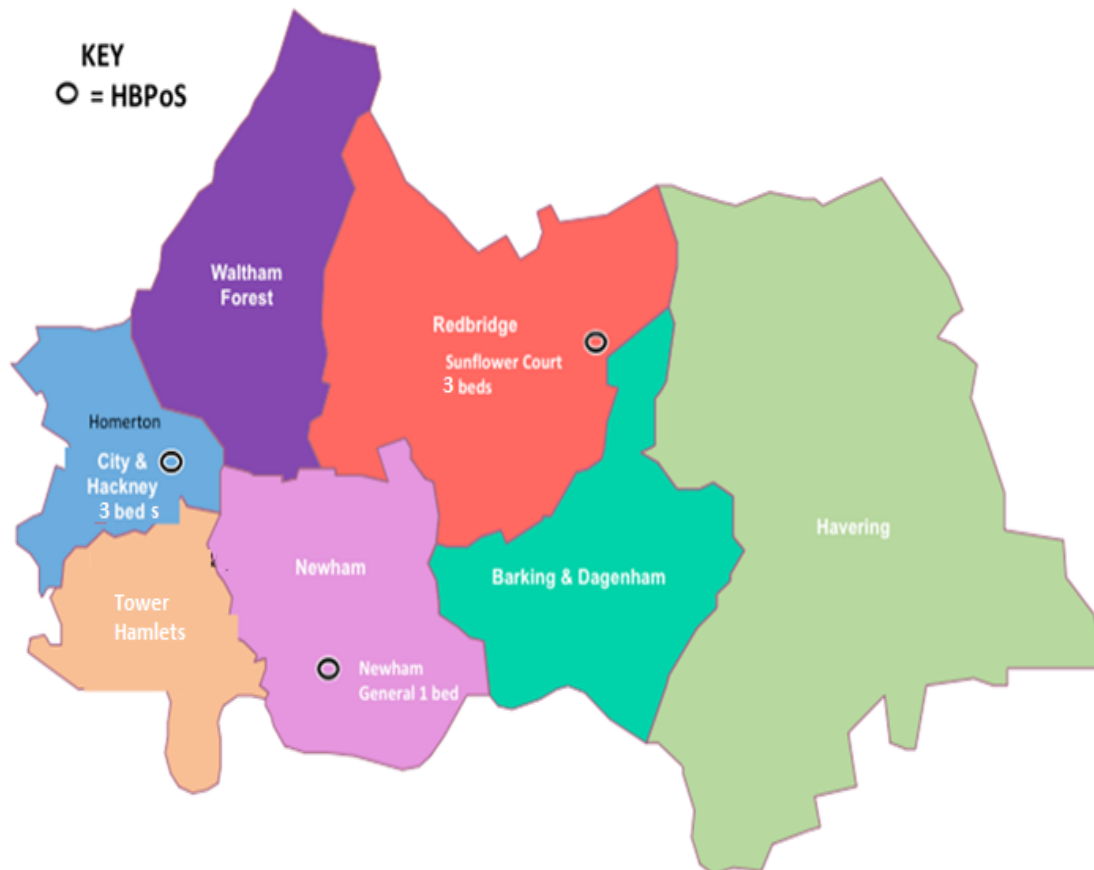 KEY
= HBPoS
Waltham
Forest
Redbridge
Sunflower Court
3 beds
Homerton
City &
Hackney
3 bed s
Havering
Newham
Barking & Dagenham
Tower
Hamlets
Newham
General 1 bed